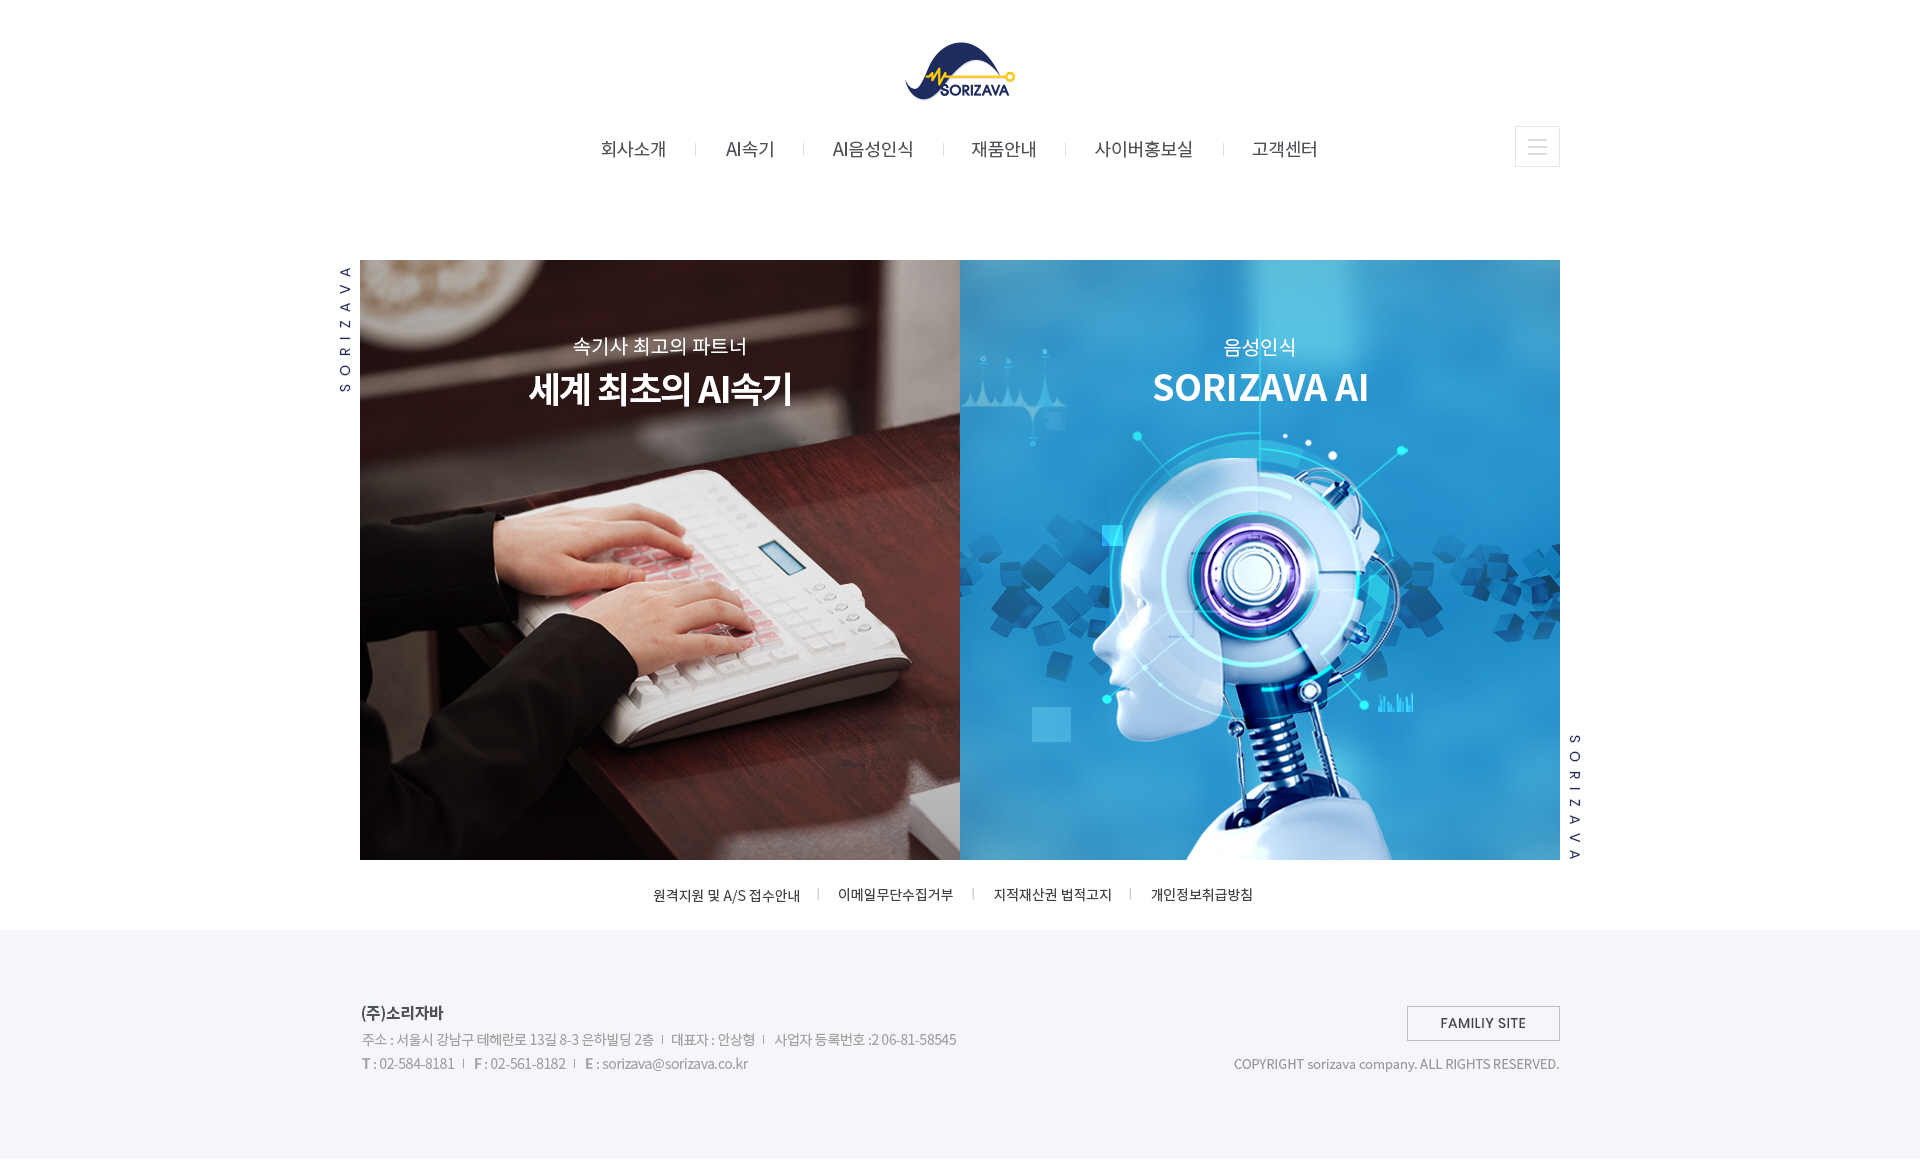 SORIZAVA
회사소개
AI속기
AI음성인식
재품안내
사이버홍보실
고객센터
SORIZAVA
속기사 최고의 파트너
세계 최초의 AI속기
음성인식
SORIZAVA AI
SORIZAVA
원격지원 및 A/S 접수안내
이메일무단수집거부
지적재산권 법적고지
개인정보취급방침
(주)소리자바
주소 : 서울시 강남구 테헤란로 13길 8-3 은하빌딩 2층 | 대표자 : 안상형 | 사업자 등록번호 :2 06-81-58545
T : 02-584-8181 | F : 02-561-8182 | E : sorizava@sorizava.co.kr
FAMILIY SITE
COPYRIGHT sorizava company. ALL RIGHTS RESERVED.